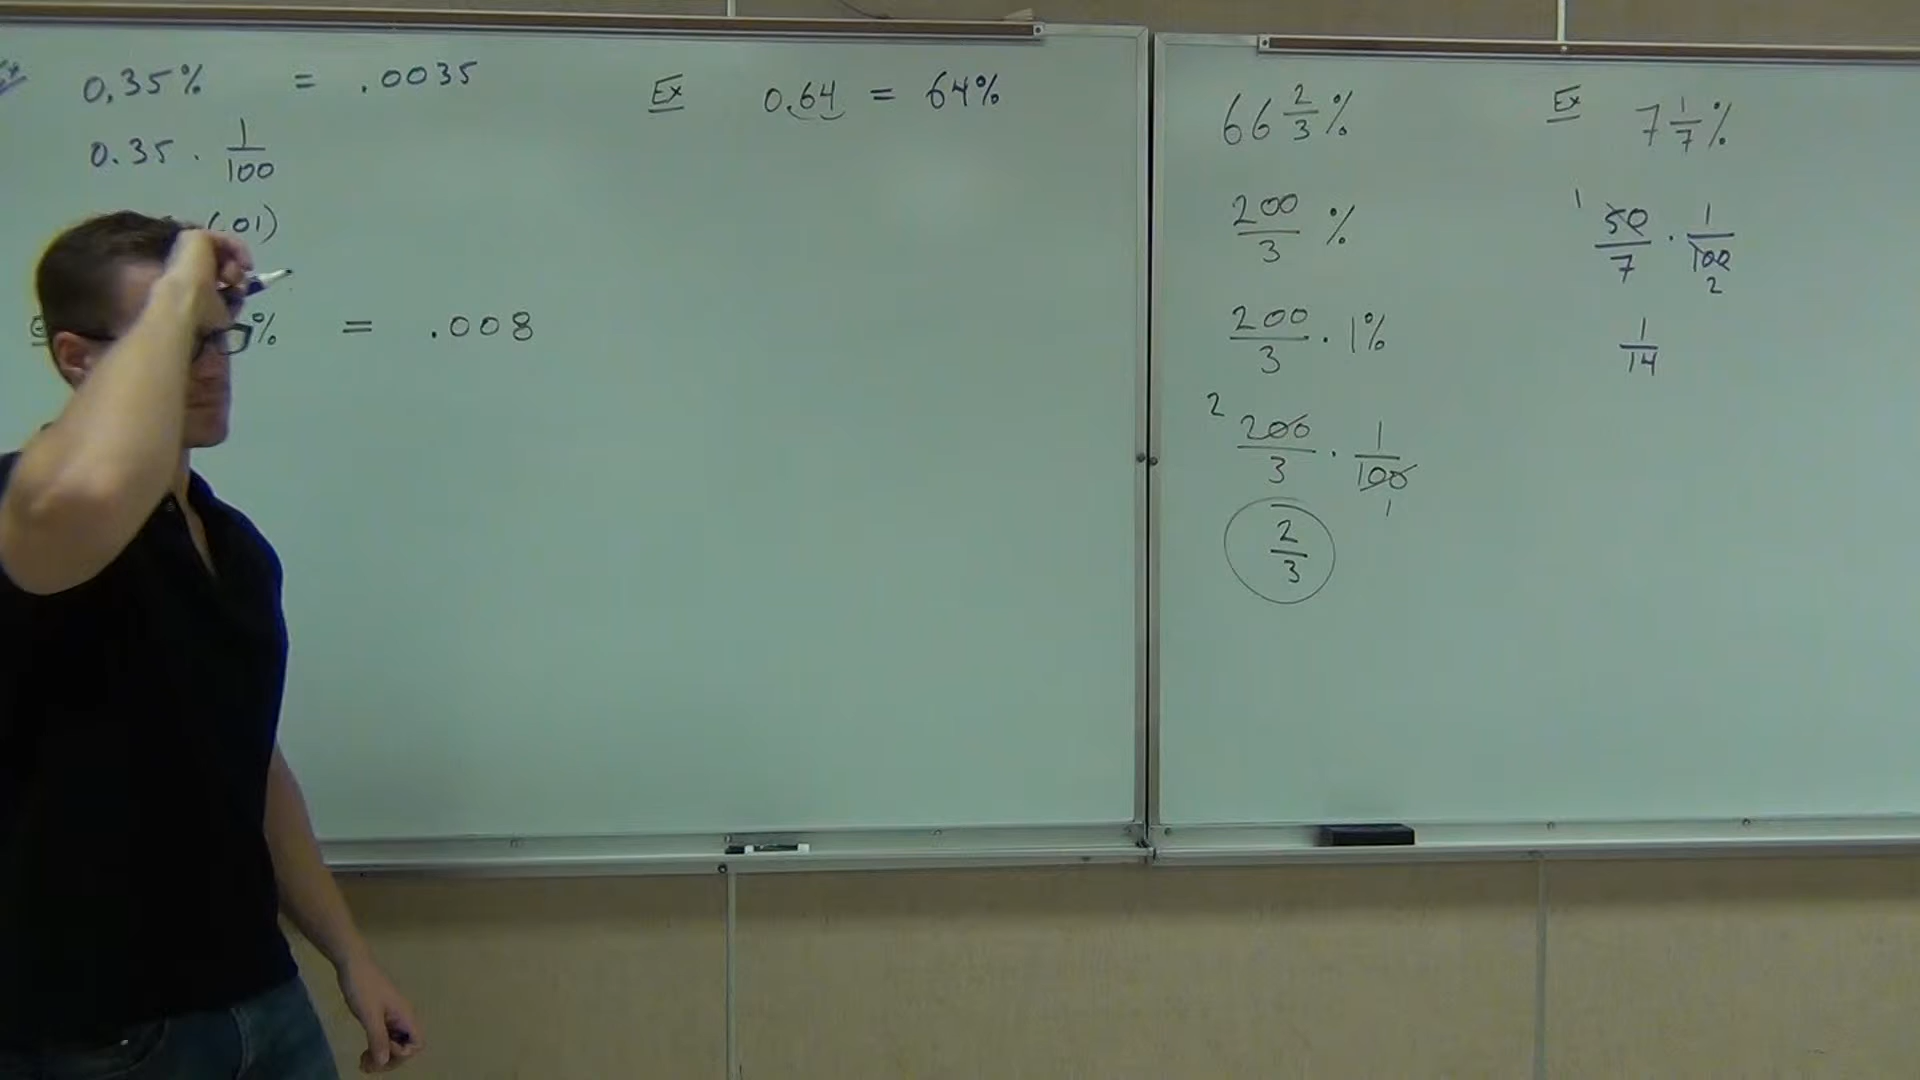 Ex 0.35% = .0035
0.35 · 1/100
(.01)
% = .008
Ex 0.64 = 64%
66 2/3 %
200/3 %
200/3 · 1%
2
200/3 · 1/100
1
2/3
Ex 7 1/7 %
1
50/7 · 1/100
2
1/14